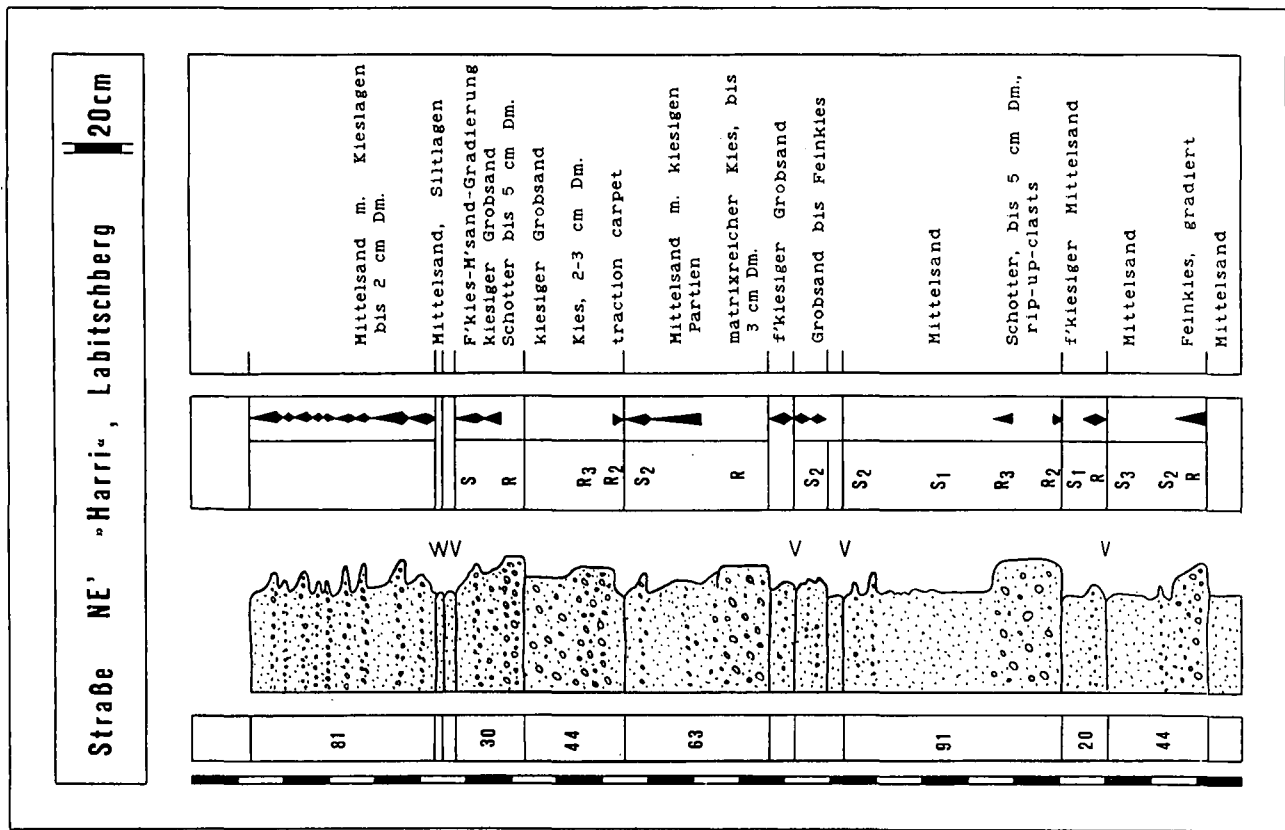 Straße NE' »Harri«, Labitschberg
20cm
Mittelsand m. Kieslagen
bis 2 cm Dm.
Mittelsand, Siltlagen
F'kies-M'sand-Gradierung
kiesiger Grobsand
Schotter bis 5 cm Dm.
kiesiger Grobsand
Kies, 2-3 cm Dm.
traction carpet
Mittelsand m. kiesigen
Partien
matrixreicher Kies, bis
3 cm Dm.
f'kiesiger Grobsand
Grobsand bis Feinkies
Mittelsand
Schotter, bis 5 cm Dm.,
rip-up-clasts
f'kiesiger Mittelsand
Mittelsand
Feinkies, gradiert
Mittelsand
S
R
R3
R2
S2
R
S2
S2
S1
R3
R2
S1
R
S3
S2
R
V
V
V
V
V
V
81
30
44
63
91
20
44